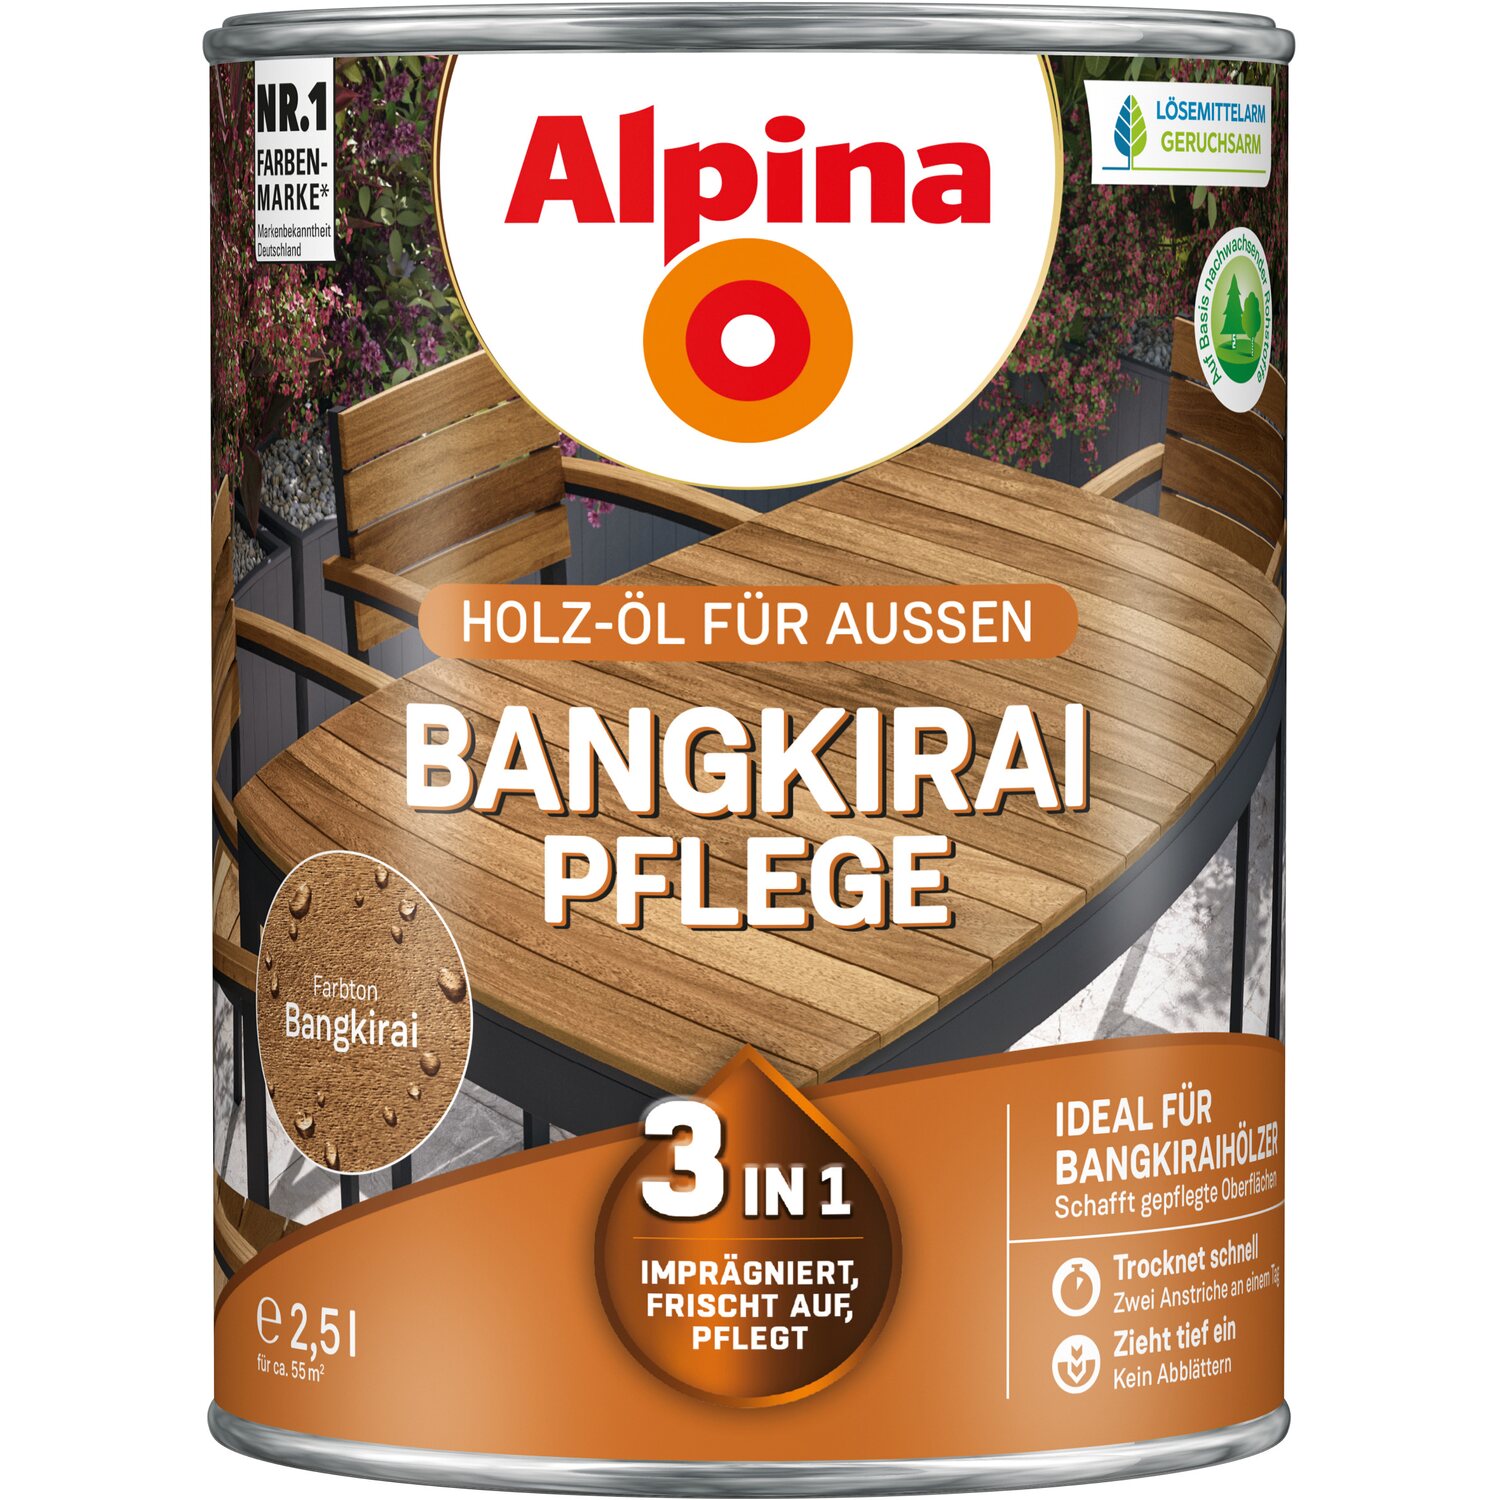 NR.1
FARBEN-
MARKE*
Markenbekanntheit
Deutschland
Alpina
LÖSEMITTELARM
GERUCHSARM
Auf Basis nachwachsender Rohstoffe
HOLZ-ÖL FÜR AUSSEN
BANGKIRAI
PFLEGE
Farbton
Bangkirai
3 IN 1
IMPRÄGNIERT,
FRISCHT AUF,
PFLEGT
e 2,5 l
für ca. 55 m²
IDEAL FÜR
BANGKIRAIHÖLZER
Schafft gepflegte Oberflächen
Trocknet schnell
Zwei Anstriche an einem Tag
Zieht tief ein
Kein Abblättern